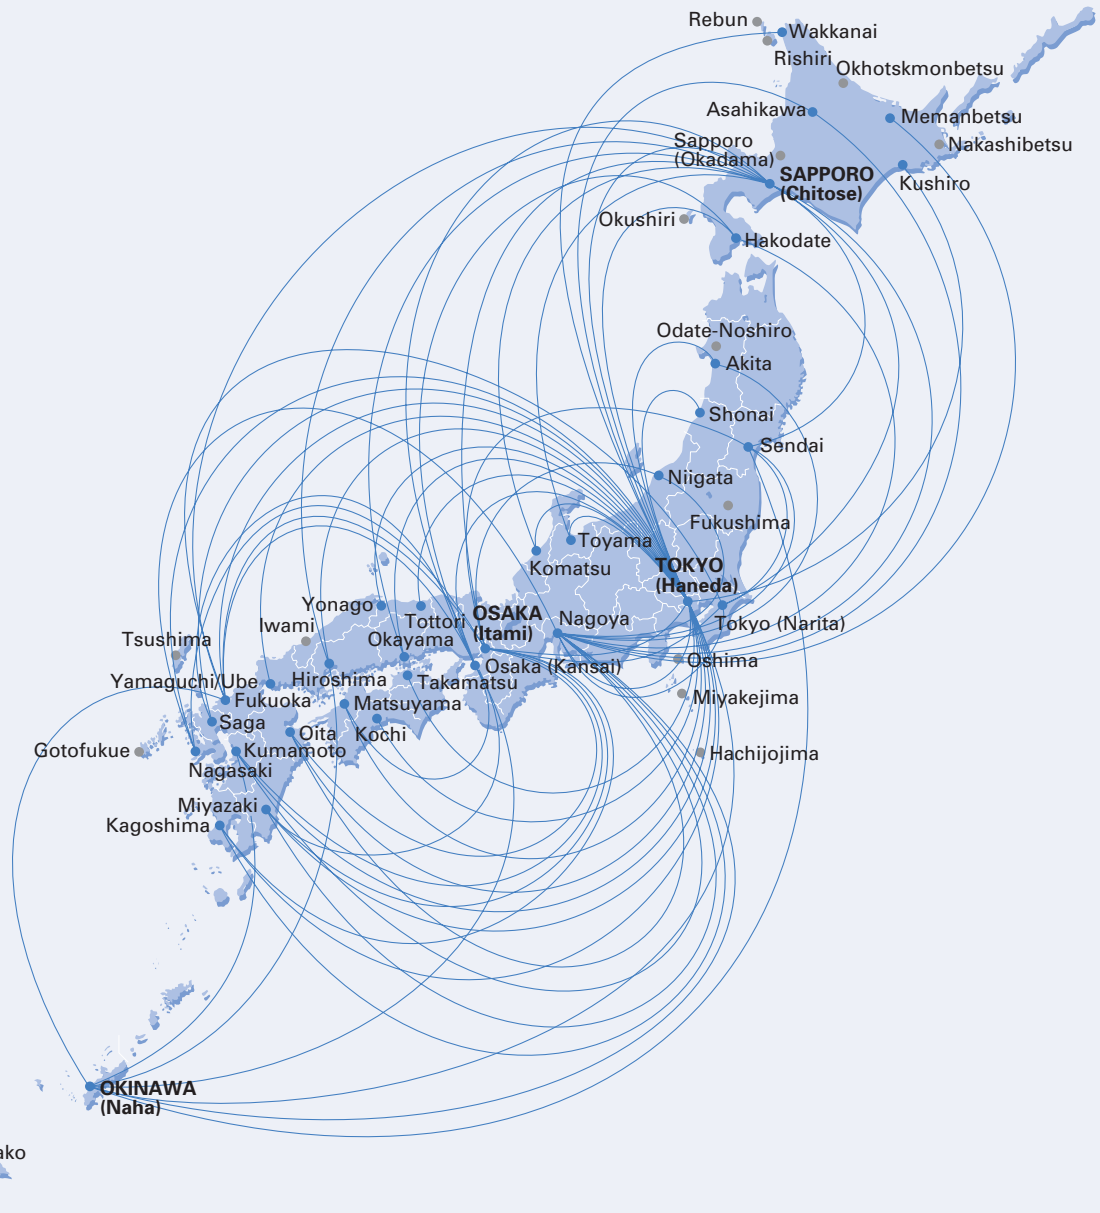 Rebun
Wakkanai
Rishiri
Okhotskmonbetsu
Asahikawa
Memanbetsu
Sapporo
(Okadama)
Nakashibetsu
SAPPORO
(Chitose)
Kushiro
Okushiri
Hakodate
Odate-Noshiro
Akita
Shonai
Sendai
Niigata
Fukushima
Toyama
Komatsu
TOKYO
(Haneda)
Yonago
Tottori
OSAKA
(Itami)
Nagoya
Tokyo (Narita)
Iwami
Okayama
Tsushima
Osaka (Kansai)
Oshima
Yamaguchi/Ube
Hiroshima
Takamatsu
Fukuoka
Matsuyama
Miyakejima
Saga
Oita
Kochi
Gotofukue
Kumamoto
Hachijojima
Nagasaki
Miyazaki
Kagoshima
OKINAWA
(Naha)
ako